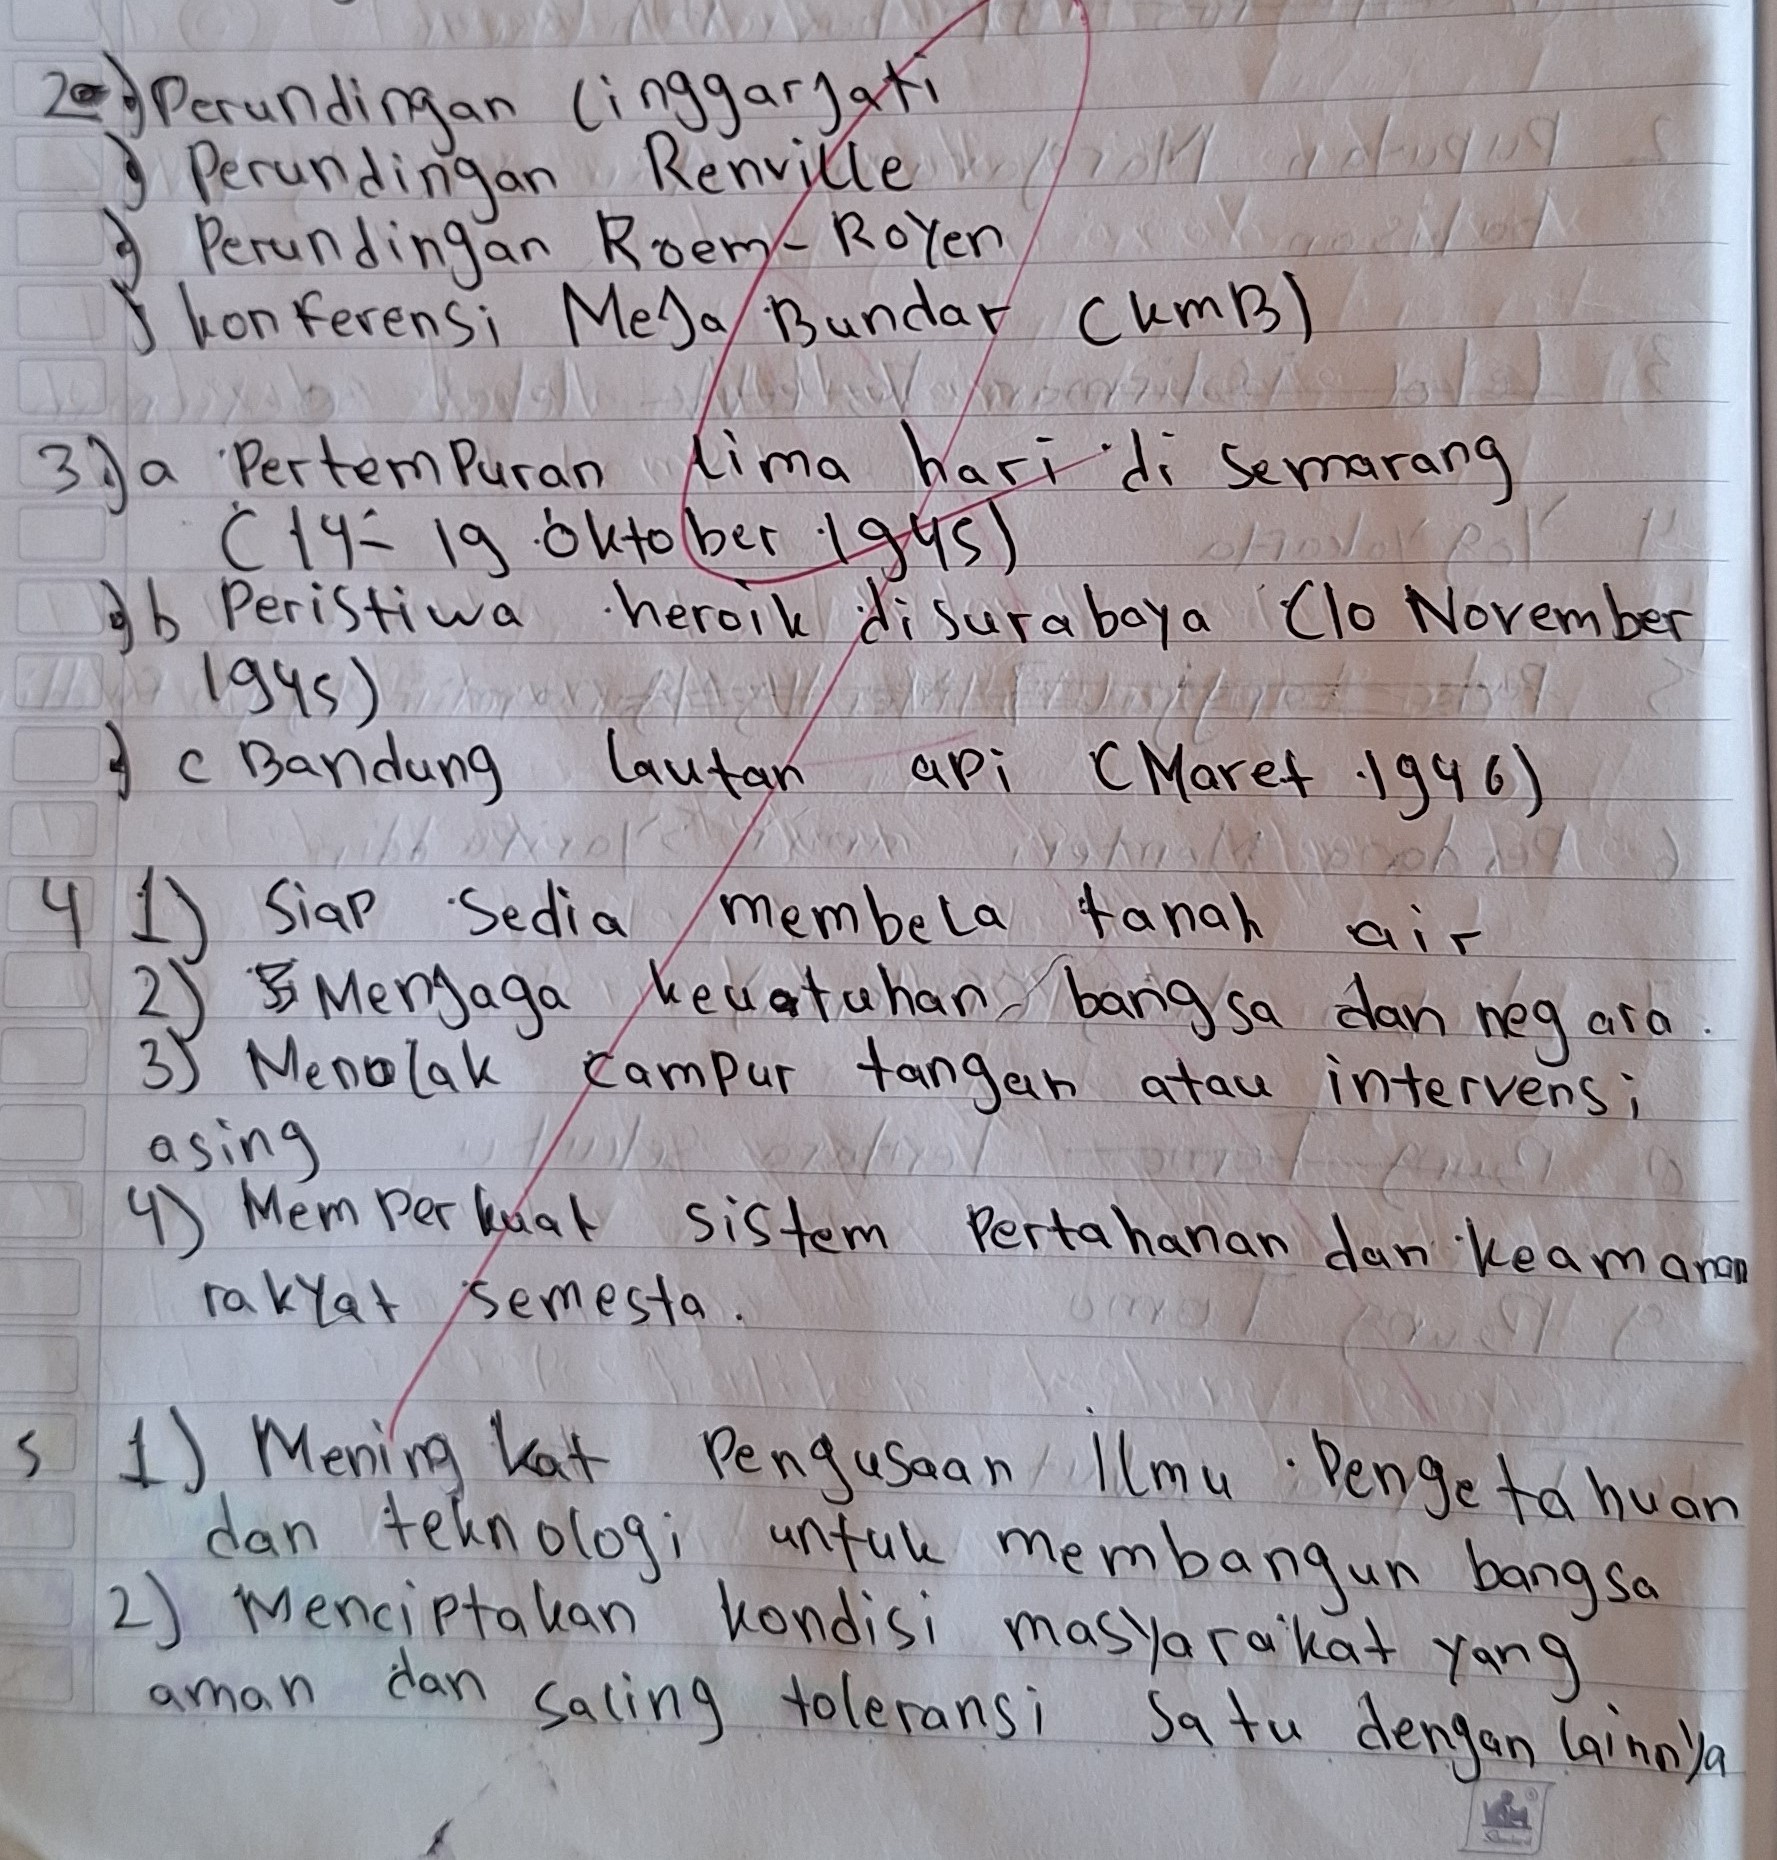 2) Perundingan Linggarjati
) Perundingan Renville
) Perundingan Roem-Royen
) konferensi Meja Bundar (KMB)
3) a Pertempuran lima hari di Semarang
(14-19 Oktober 1945)
) b Peristiwa heroik di surabaya (10 November
1945)
) c Bandung lautan api (Maret 1946)
4 1) Siap sedia membela tanah air
2) Menjaga keuatuhan bangsa dan negara.
3) Menolak campur tangan atau intervensi
asing
4) Memperkuat sistem Pertahanan dan keamanan
rakyat semesta.
5 1) Meningkat Pengusaan Ilmu Pengetahuan
dan teknologi untuk membangun bangsa
2) Menciptakan kondisi masyarakat yang
aman dan saling toleransi satu dengan lainnya